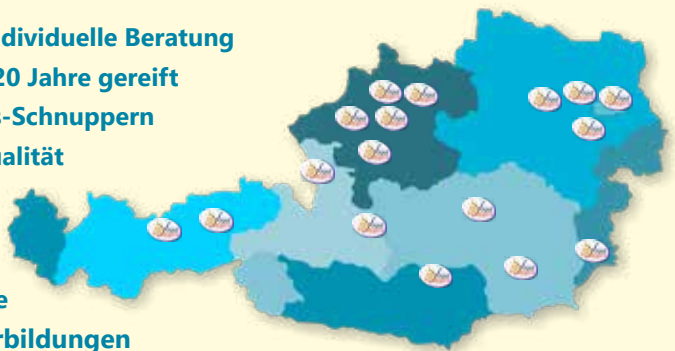 dividuelle Beratung
20 Jahre gereift
s-Schnuppern
ualität
e
rbildungen